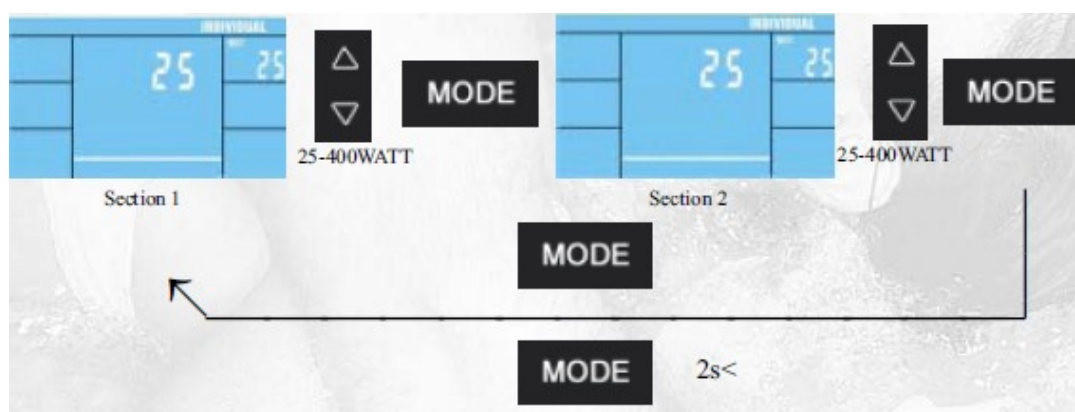 INDIVIDUAL
25
25
MODE
25-400WATT
Section 1
INDIVIDUAL
25
25
MODE
25-400WATT
Section 2
MODE
MODE 2s<